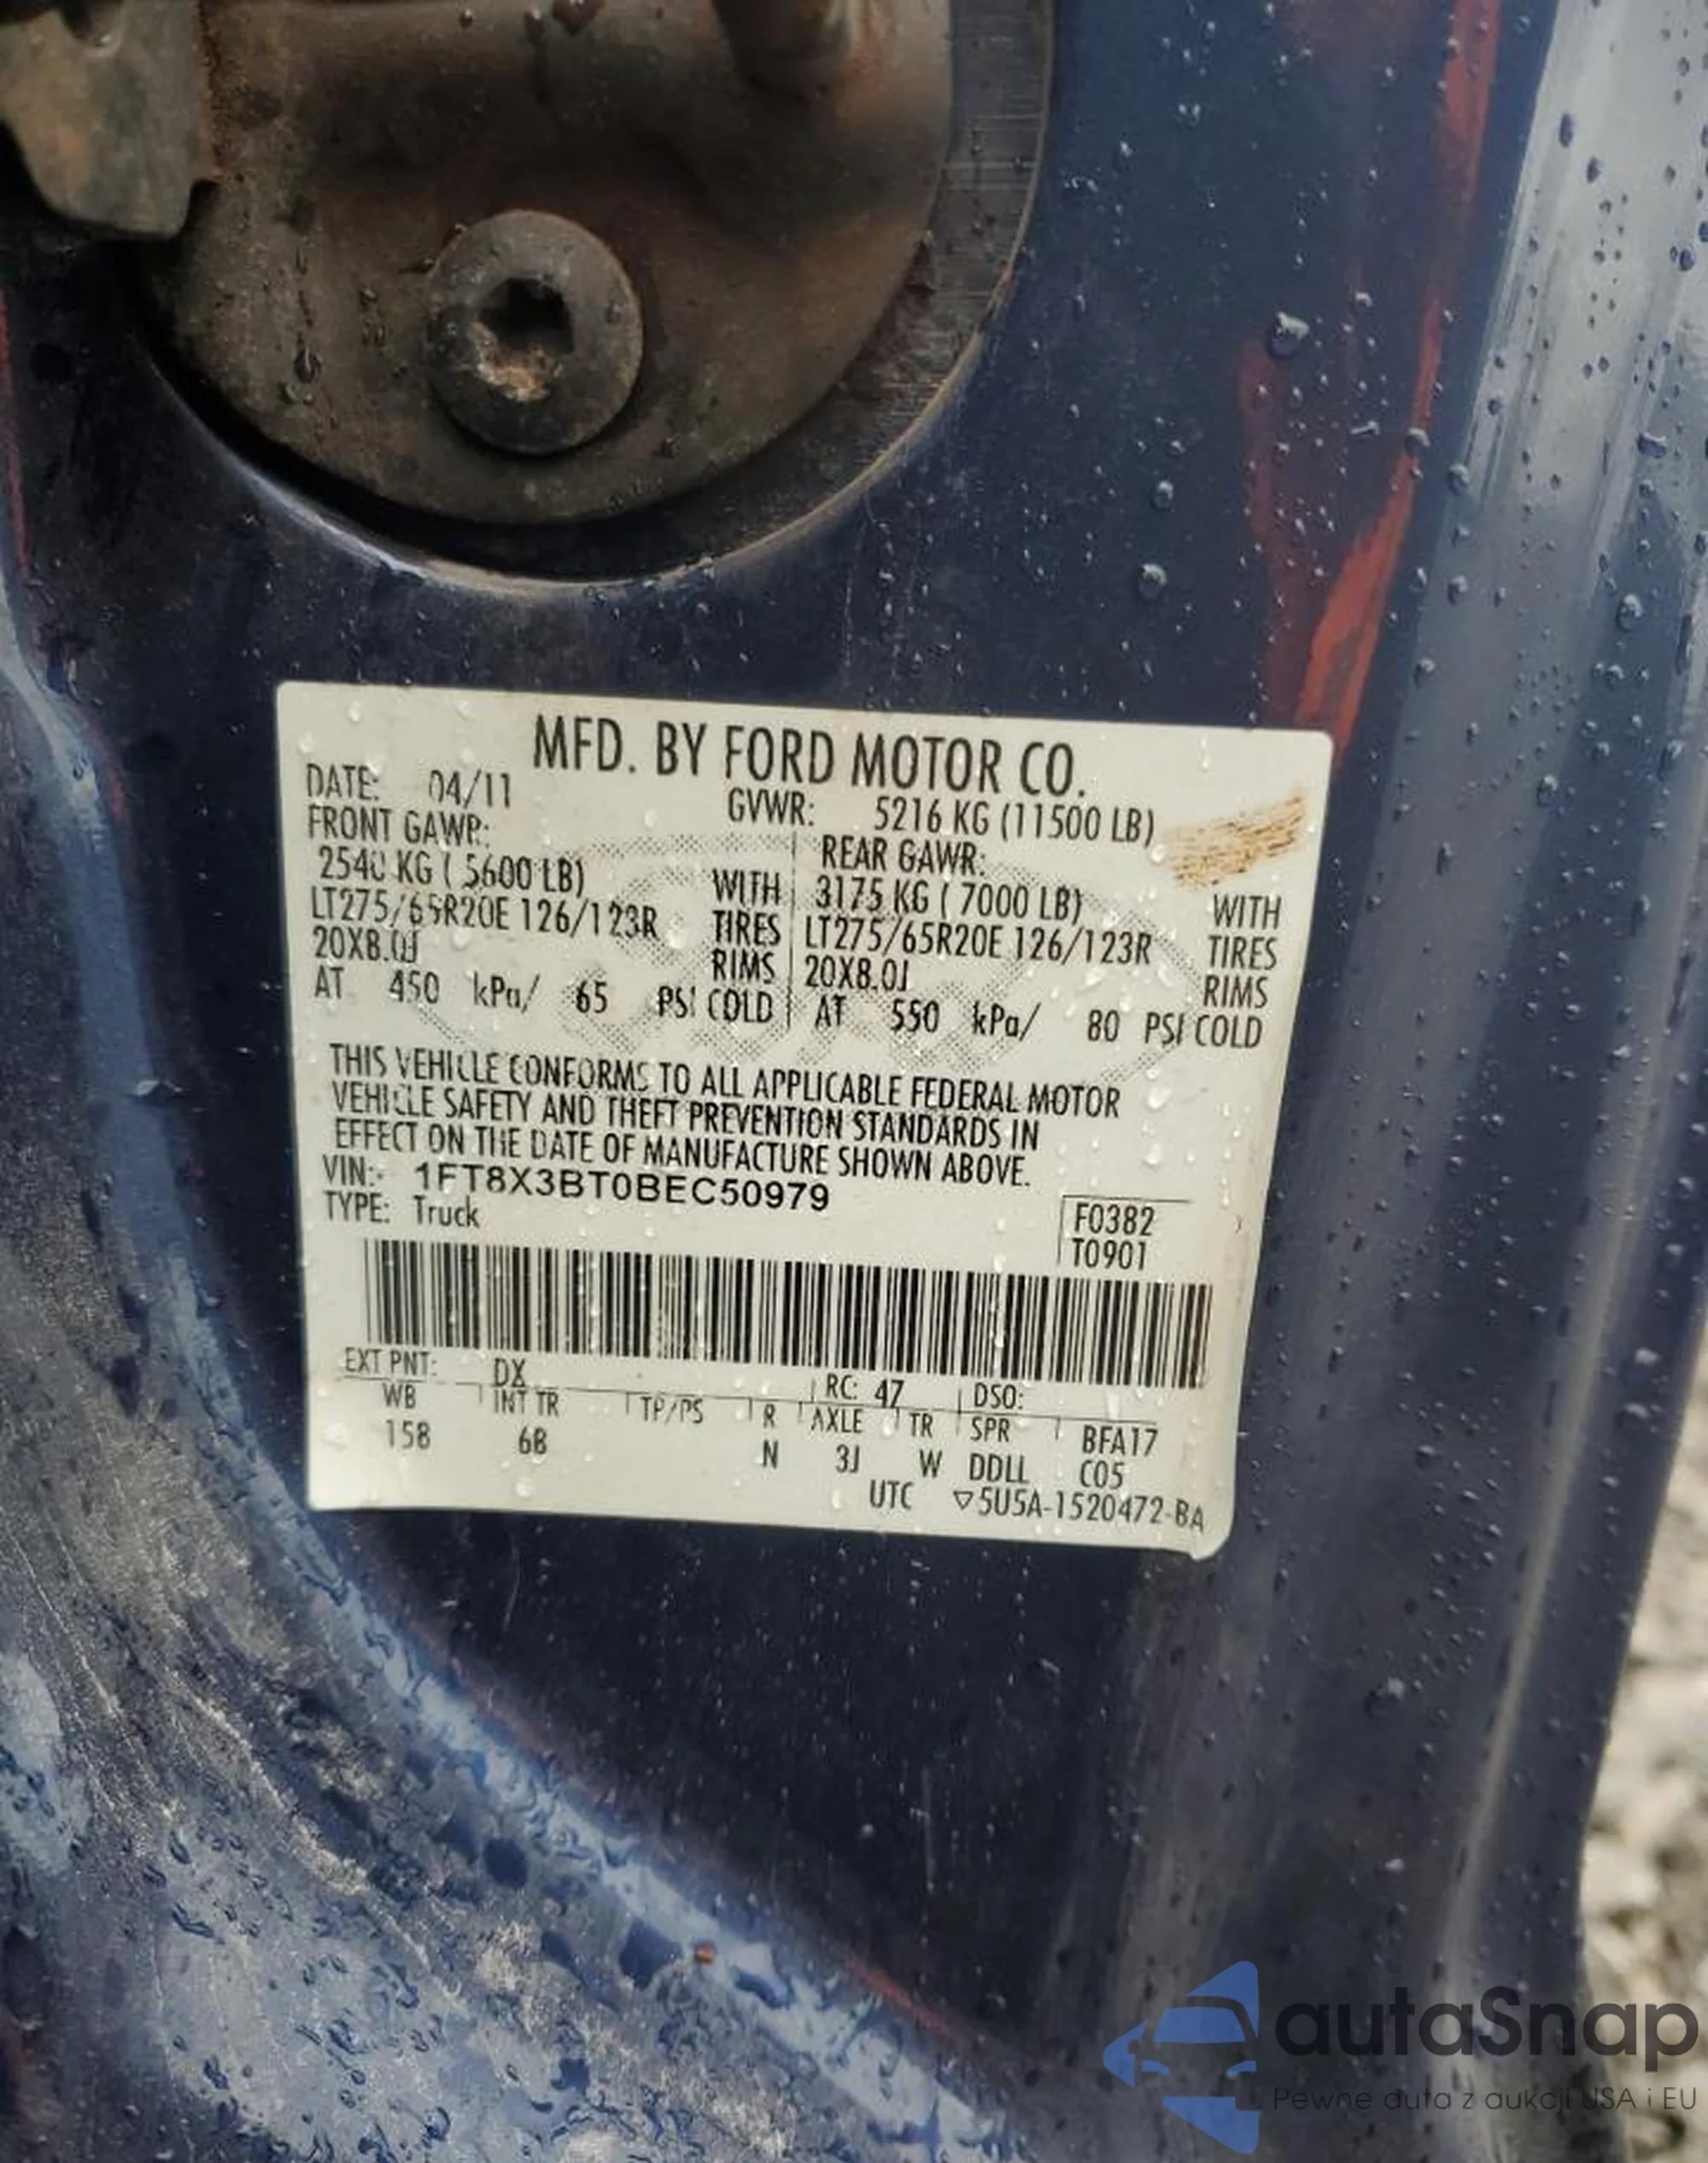 MFD. BY FORD MOTOR CO.
DATE: 04/11 GVWR: 5216 KG (11500 LB)
FRONT GAWR: REAR GAWR:
2540 KG ( 5600 LB) WITH 3175 KG ( 7000 LB) WITH
LT275/65R20E 126/123R TIRES LT275/65R20E 126/123R TIRES
20X8.0J RIMS 20X8.0J RIMS
AT 450 kPa/ 65 PSI COLD AT 550 kPa/ 80 PSI COLD
THIS VEHICLE CONFORMS TO ALL APPLICABLE FEDERAL MOTOR
VEHICLE SAFETY AND THEFT PREVENTION STANDARDS IN
EFFECT ON THE DATE OF MANUFACTURE SHOWN ABOVE.
VIN: 1FT8X3BT0BEC50979
TYPE: Truck
F0382
T0901
EXT PNT: DX RC: 47 DSO:
WB INT TR TP/PS R AXLE TR SPR BFA17
158 6B N 3J W DDLL C05
UTC ▽5U5A-1520472-BA
autaSnap
Pewne auta z aukcji USA i EU